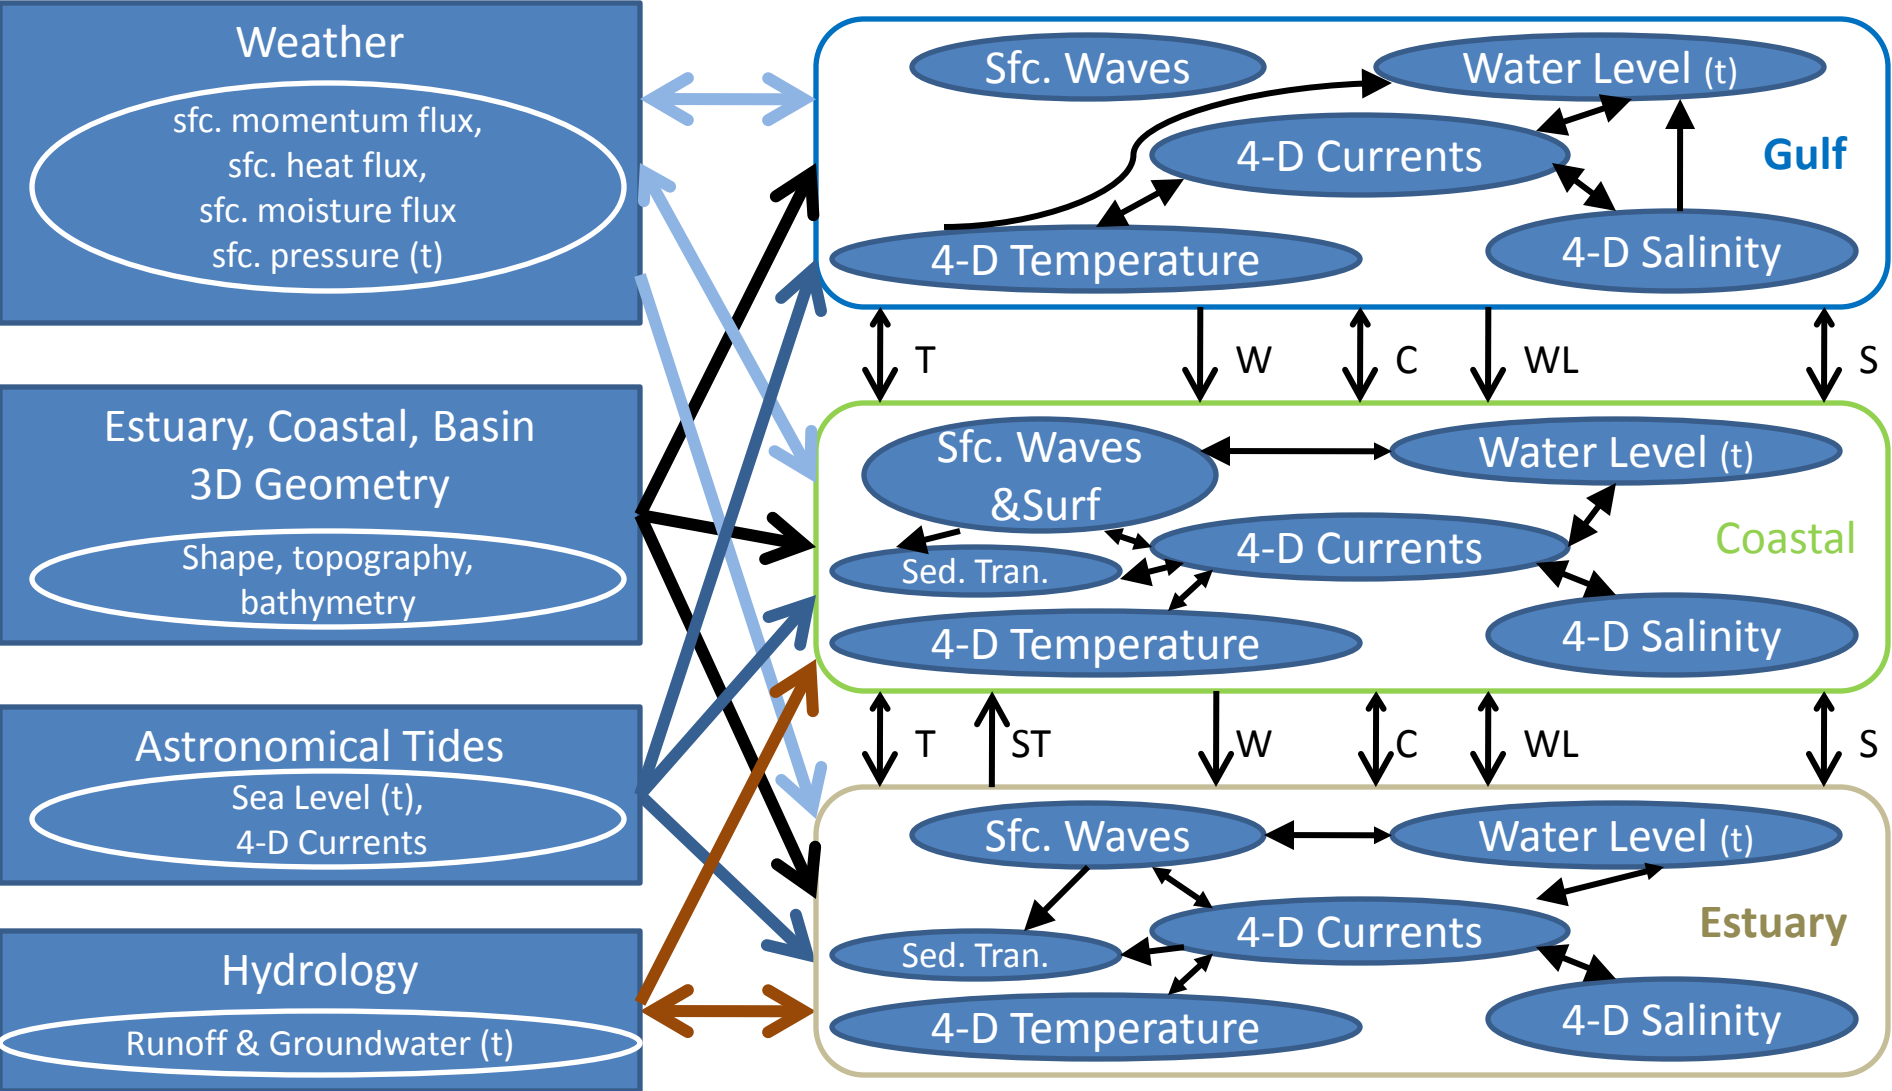 Weather
sfc. momentum flux,
sfc. heat flux,
sfc. moisture flux
sfc. pressure (t)
Estuary, Coastal, Basin
3D Geometry
Shape, topography,
bathymetry
Astronomical Tides
Sea Level (t),
4-D Currents
Hydrology
Runoff & Groundwater (t)
Sfc. Waves
Water Level (t)
4-D Currents
Gulf
4-D Temperature
4-D Salinity
T
W
C
WL
S
Sfc. Waves
&Surf
Water Level (t)
4-D Currents
Coastal
Sed. Tran.
4-D Temperature
4-D Salinity
T
ST
W
C
WL
S
Sfc. Waves
Water Level (t)
4-D Currents
Estuary
Sed. Tran.
4-D Temperature
4-D Salinity